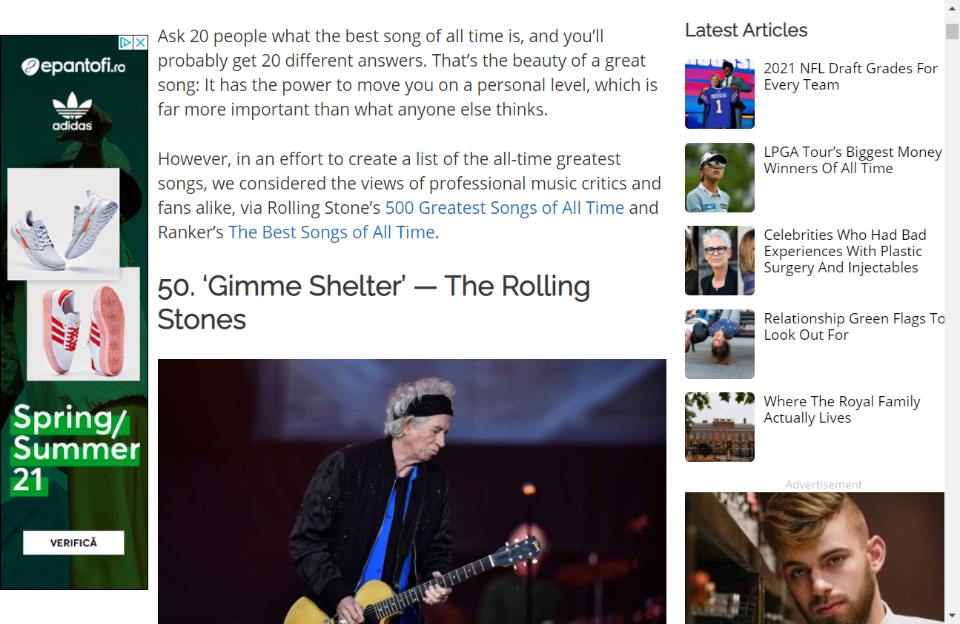 epantofi.ro
adidas
Spring/
Summer
21
VERIFICĂ
Ask 20 people what the best song of all time is, and you’ll
probably get 20 different answers. That’s the beauty of a great
song: It has the power to move you on a personal level, which is
far more important than what anyone else thinks.
However, in an effort to create a list of the all-time greatest
songs, we considered the views of professional music critics and
fans alike, via Rolling Stone’s 500 Greatest Songs of All Time and
Ranker’s The Best Songs of All Time.
50. ‘Gimme Shelter’ — The Rolling
Stones
Latest Articles
2021 NFL Draft Grades For
Every Team
LPGA Tour’s Biggest Money
Winners Of All Time
Celebrities Who Had Bad
Experiences With Plastic
Surgery And Injectables
Relationship Green Flags To
Look Out For
Where The Royal Family
Actually Lives
Advertisement